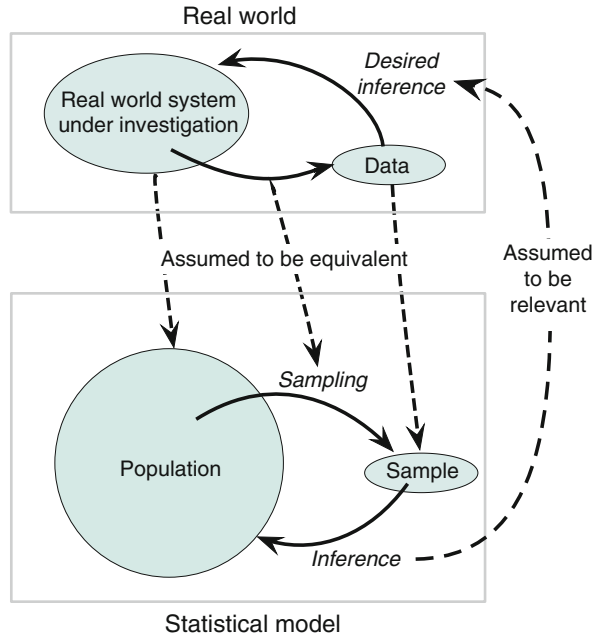 Real world
Desired
inference
Real world system
under investigation
Data
Assumed to be equivalent
Assumed
to be
relevant
Sampling
Population
Sample
Inference
Statistical model